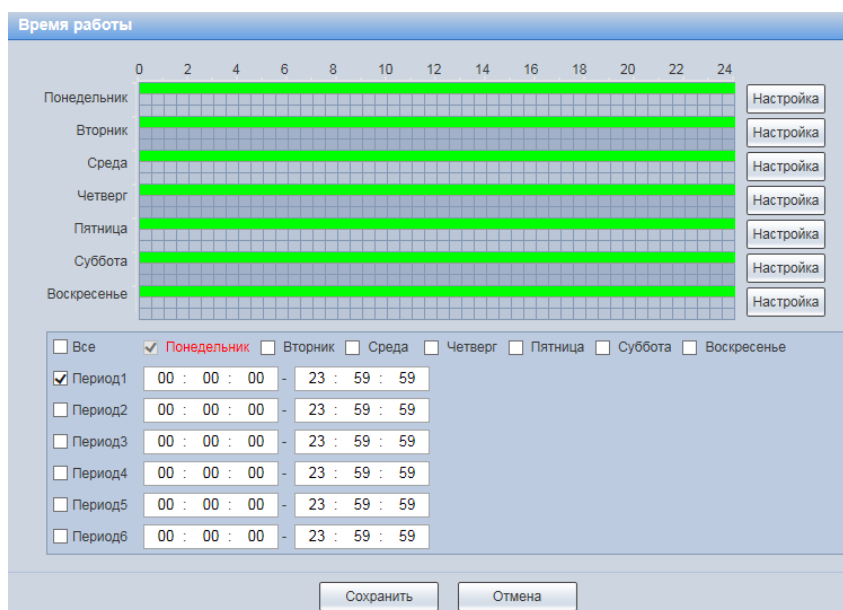 Время работы
0 2 4 6 8 10 12 14 16 18 20 22 24
Понедельник Настройка
Вторник Настройка
Среда Настройка
Четверг Настройка
Пятница Настройка
Суббота Настройка
Воскресенье Настройка
Все Понедельник Вторник Среда Четверг Пятница Суббота Воскресенье
Период1 00 : 00 : 00 - 23 : 59 : 59
Период2 00 : 00 : 00 - 23 : 59 : 59
Период3 00 : 00 : 00 - 23 : 59 : 59
Период4 00 : 00 : 00 - 23 : 59 : 59
Период5 00 : 00 : 00 - 23 : 59 : 59
Период6 00 : 00 : 00 - 23 : 59 : 59
Сохранить Отмена